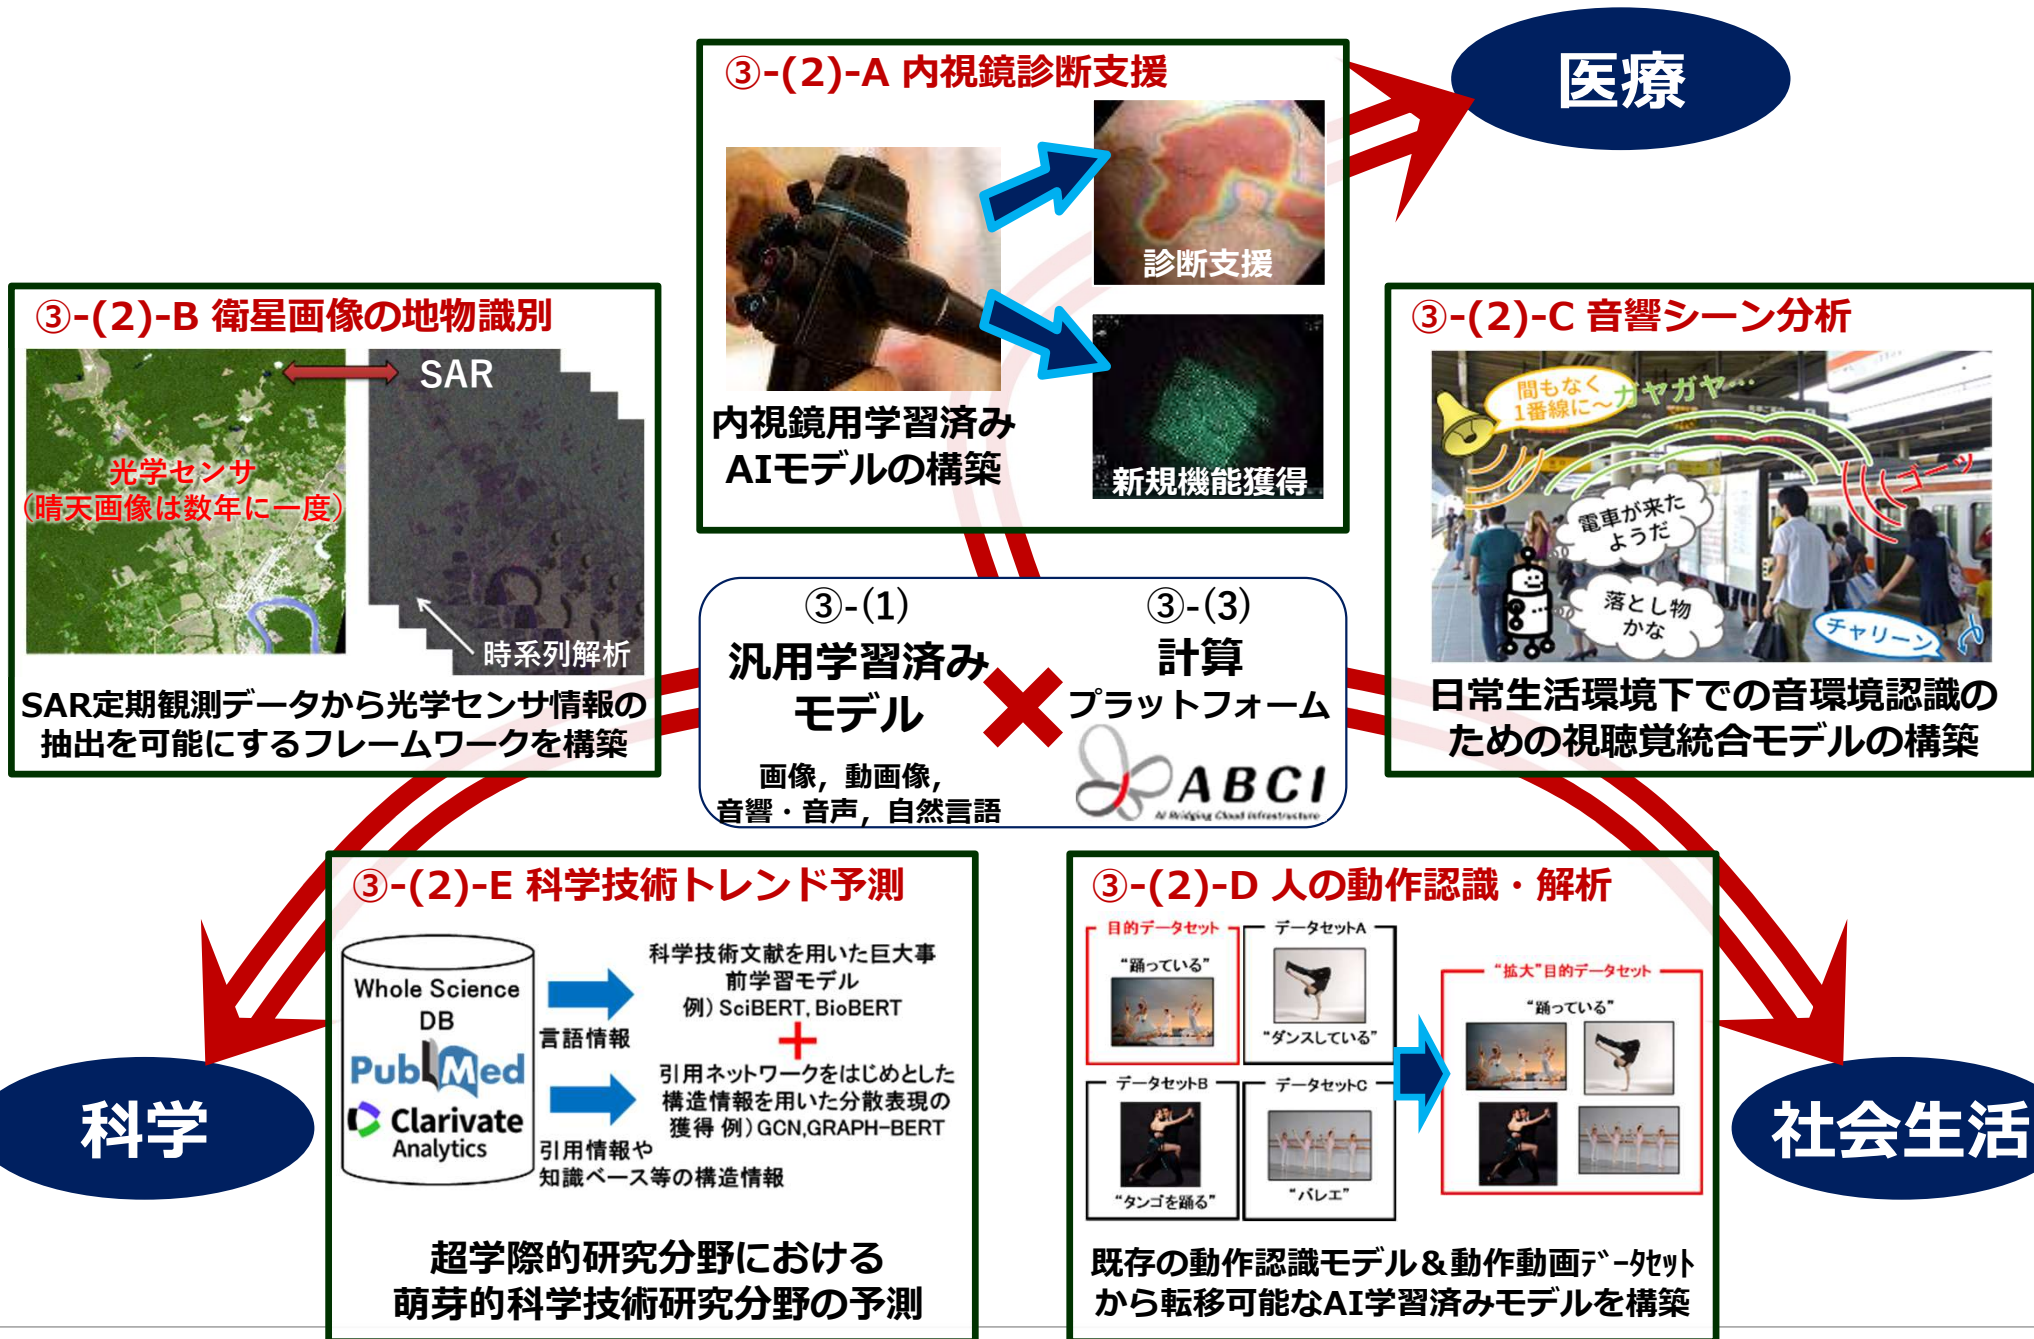 医療
③-(2)-A 内視鏡診断支援
診断支援
内視鏡用学習済み
AIモデルの構築
新規機能獲得
③-(2)-B 衛星画像の地物識別
SAR
光学センサ
(晴天画像は数年に一度)
時系列解析
SAR定期観測データから光学センサ情報の
抽出を可能にするフレームワークを構築
③-(2)-C 音響シーン分析
間もなく
1番線に～
ガヤガヤ…
ゴーッ
電車が来た
ようだ
落とし物
かな
チャリーン
日常生活環境下での音環境認識の
ための視聴覚統合モデルの構築
③-(1)
汎用学習済み
モデル
画像，動画像，
音響・音声，自然言語
③-(3)
計算
プラットフォーム
ABCI
AI Bridging Cloud Infrastructure
③-(2)-E 科学技術トレンド予測
Whole Science
DB
PubMed
Clarivate
Analytics
言語情報
科学技術文献を用いた巨大事
前学習モデル
例）SciBERT, BioBERT
引用ネットワークをはじめとした
構造情報を用いた分散表現の
獲得 例）GCN,GRAPH-BERT
引用情報や
知識ベース等の構造情報
超学際的研究分野における
萌芽的科学技術研究分野の予測
③-(2)-D 人の動作認識・解析
目的データセット
“踊っている”
データセットA
“ダンスしている”
データセットB
“タンゴを踊る”
データセットC
“バレエ”
“拡大”目的データセット
“踊っている”
既存の動作認識モデル＆動作動画ﾃﾞｰﾀｾｯﾄ
から転移可能なAI学習済みモデルを構築
科学
社会生活